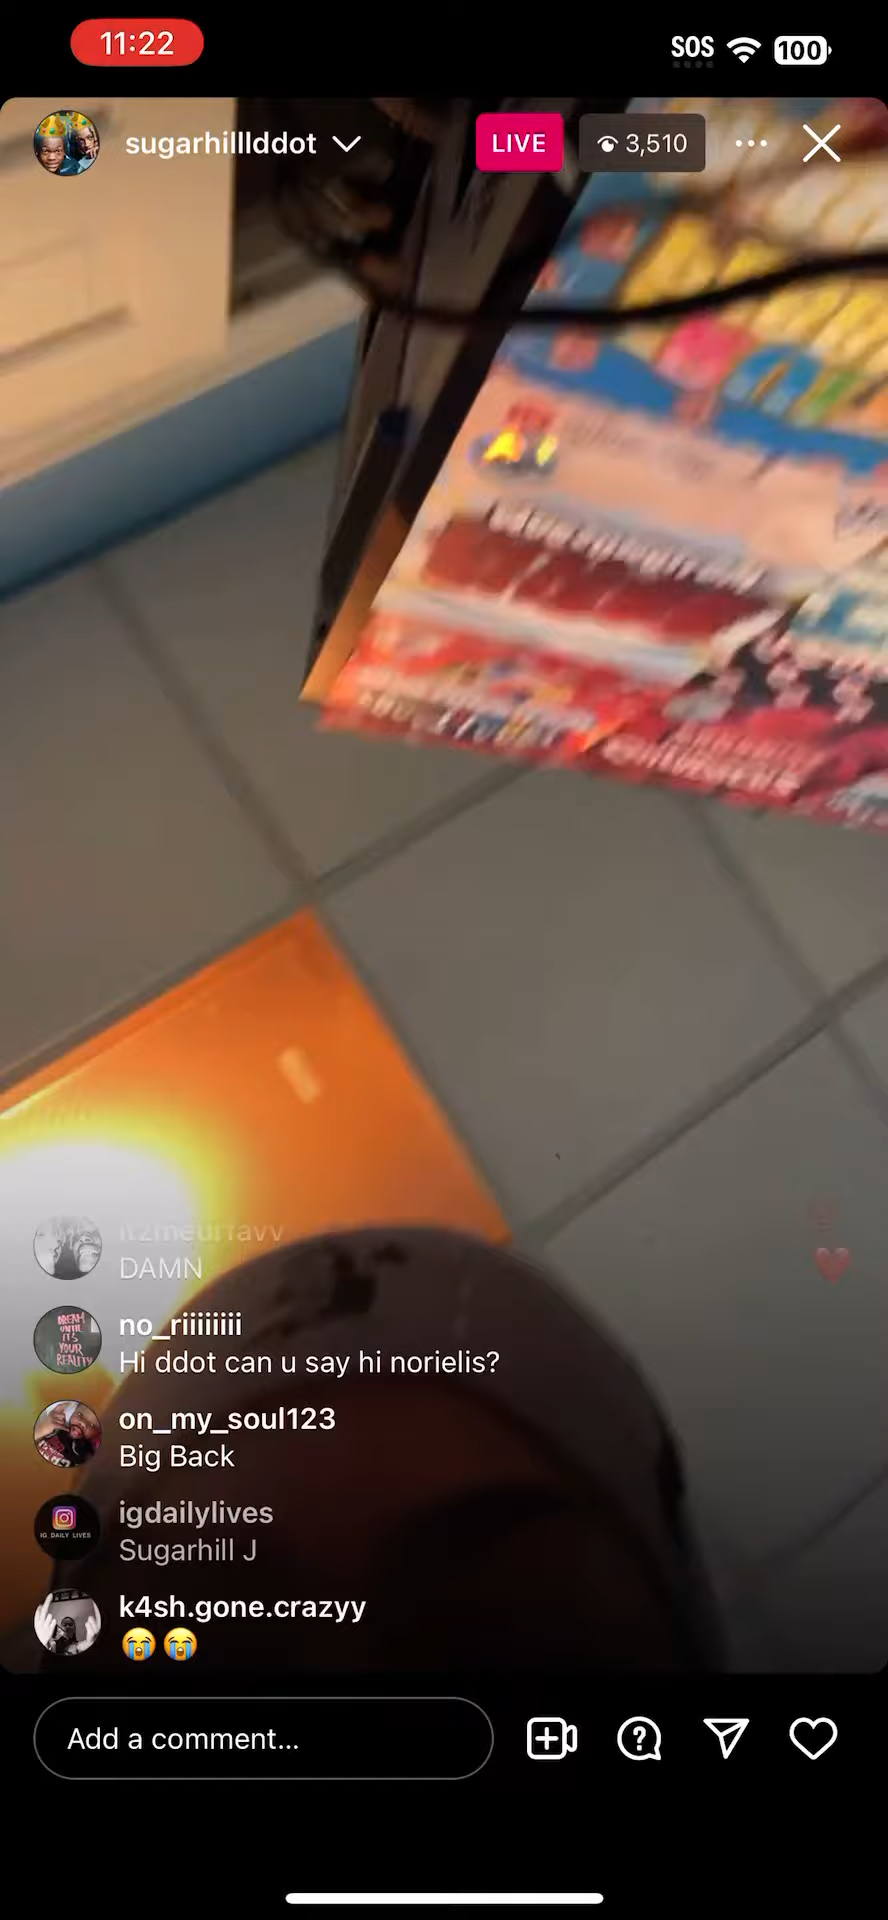 11:22
SOS
100
sugarhilllddot
LIVE
3,510
DAMN
no_riiiiiiii
Hi ddot can u say hi norielis?
on_my_soul123
Big Back
igdailylives
Sugarhill J
k4sh.gone.crazyy
😭😭
Add a comment...